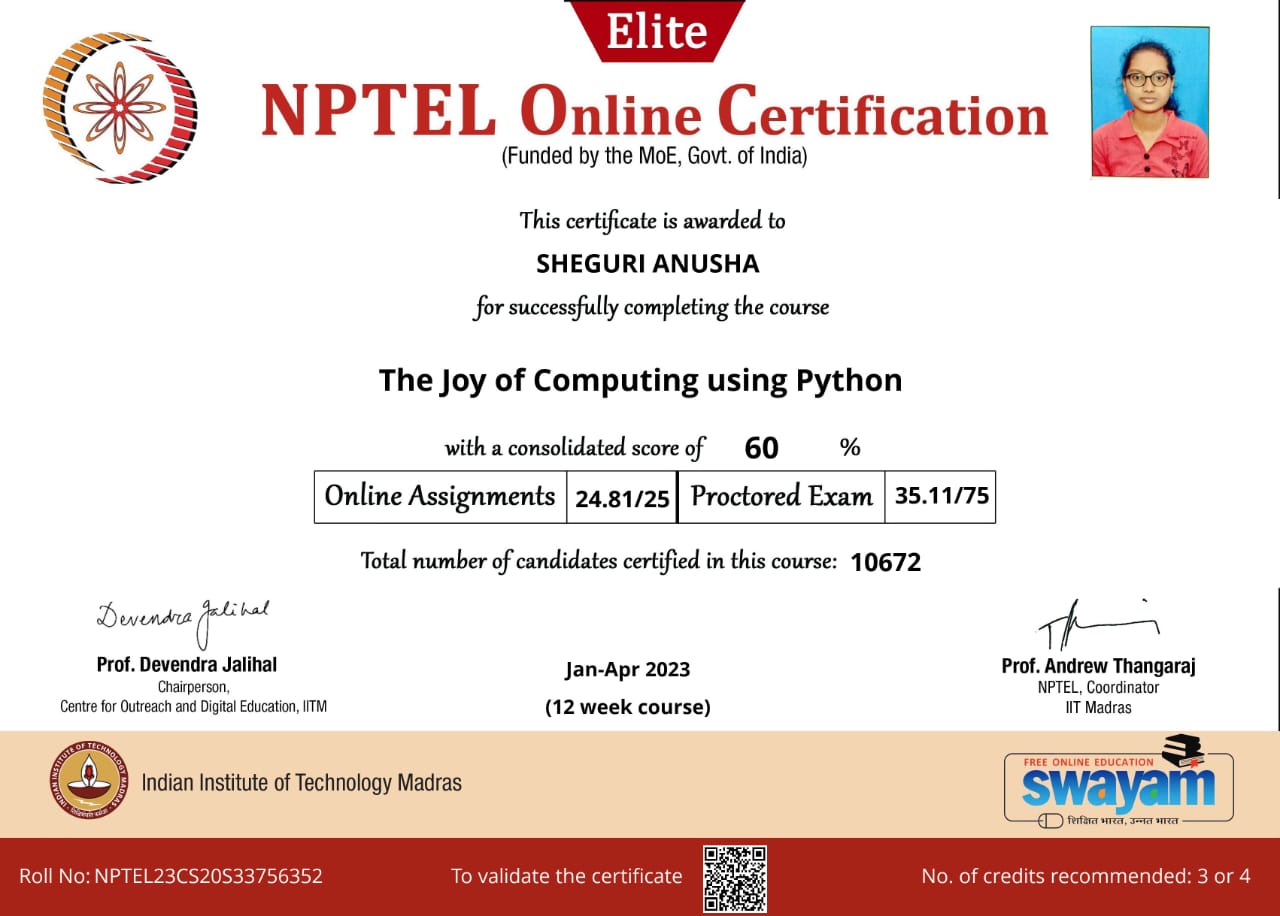 Elite
NPTEL Online Certification
(Funded by the MoE, Govt. of India)
This certificate is awarded to
SHEGURI ANUSHA
for successfully completing the course
The Joy of Computing using Python
with a consolidated score of 60 %
Online Assignments 24.81/25 Proctored Exam 35.11/75
Total number of candidates certified in this course: 10672
Devendra Jalihal
Prof. Devendra Jalihal
Chairperson,
Centre for Outreach and Digital Education, IITM
Jan-Apr 2023
(12 week course)
Prof. Andrew Thangaraj
NPTEL, Coordinator
IIT Madras
INDIAN INSTITUTE OF TECHNOLOGY MADRAS
Indian Institute of Technology Madras
FREE ONLINE EDUCATION
swayam
शिक्षित भारत, उन्नत भारत
Roll No: NPTEL23CS20S33756352
To validate the certificate
No. of credits recommended: 3 or 4